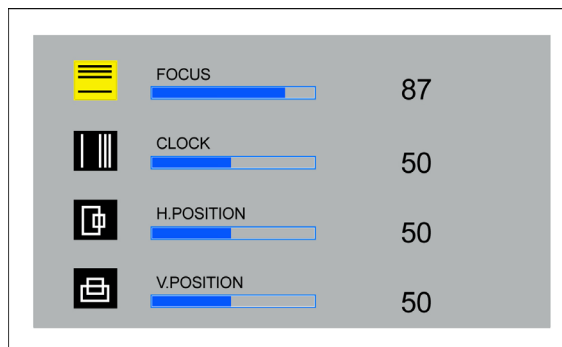 FOCUS 87
CLOCK 50
H.POSITION 50
V.POSITION 50